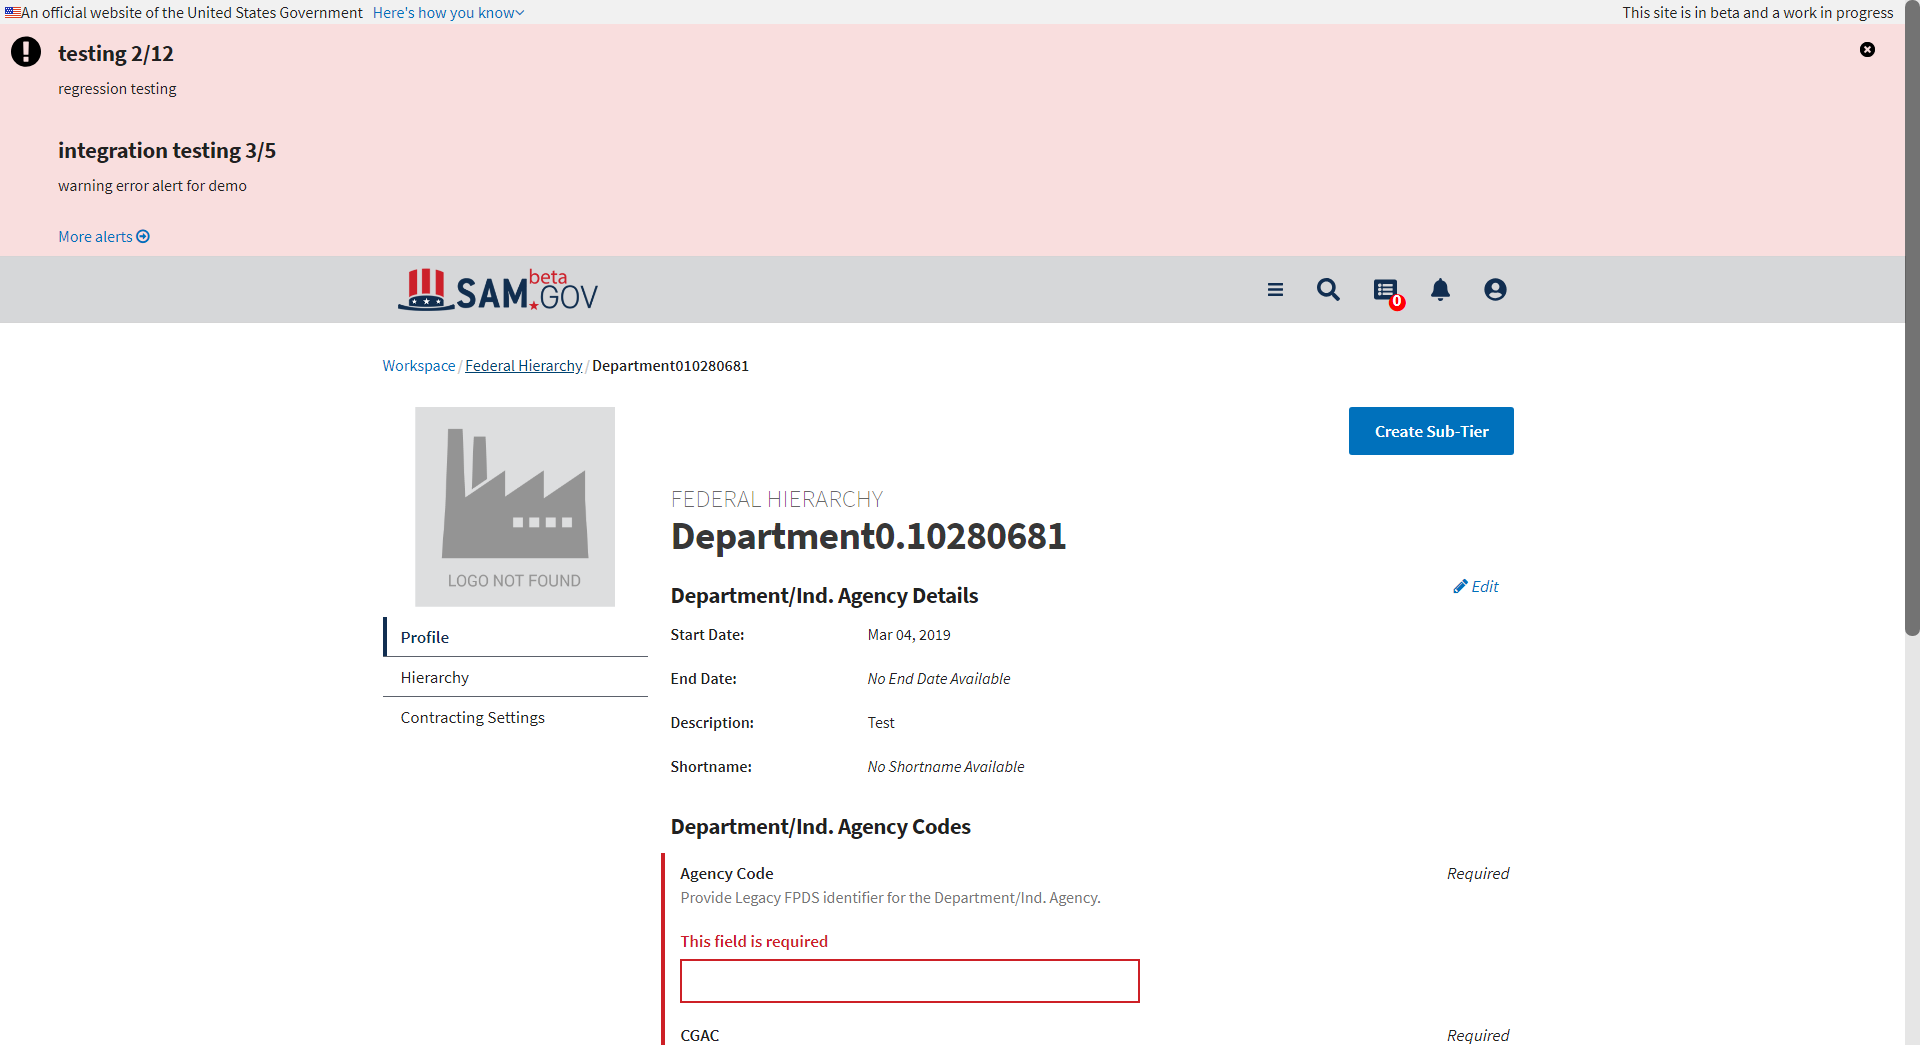 An official website of the United States Government Here's how you know
This site is in beta and a work in progress
testing 2/12
regression testing
integration testing 3/5
warning error alert for demo
More alerts
SAM beta .GOV
0
Workspace / Federal Hierarchy / Department010280681
LOGO NOT FOUND
Create Sub-Tier
FEDERAL HIERARCHY
Department0.10280681
Profile
Hierarchy
Contracting Settings
Department/Ind. Agency Details
Edit
Start Date: Mar 04, 2019
End Date: No End Date Available
Description: Test
Shortname: No Shortname Available
Department/Ind. Agency Codes
Agency Code Required
Provide Legacy FPDS identifier for the Department/Ind. Agency.
This field is required
CGAC Required